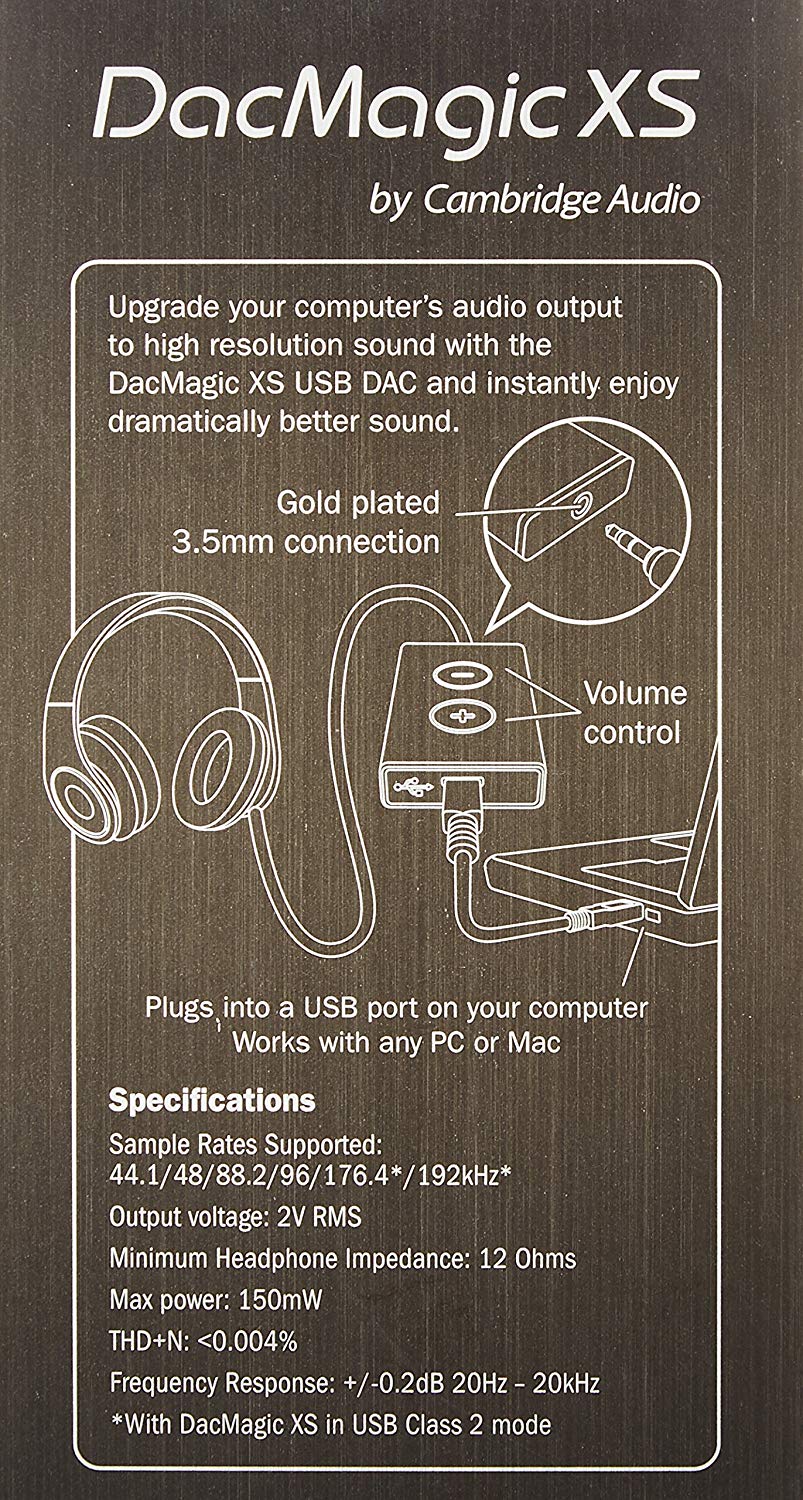 DacMagic XS
by Cambridge Audio
Upgrade your computer's audio output
to high resolution sound with the
DacMagic XS USB DAC and instantly enjoy
dramatically better sound.
Gold plated
3.5mm connection
Volume
control
Plugs into a USB port on your computer
Works with any PC or Mac
Specifications
Sample Rates Supported:
44.1/48/88.2/96/176.4*/192kHz*
Output voltage: 2V RMS
Minimum Headphone Impedance: 12 Ohms
Max power: 150mW
THD+N: <0.004%
Frequency Response: +/-0.2dB 20Hz – 20kHz
*With DacMagic XS in USB Class 2 mode